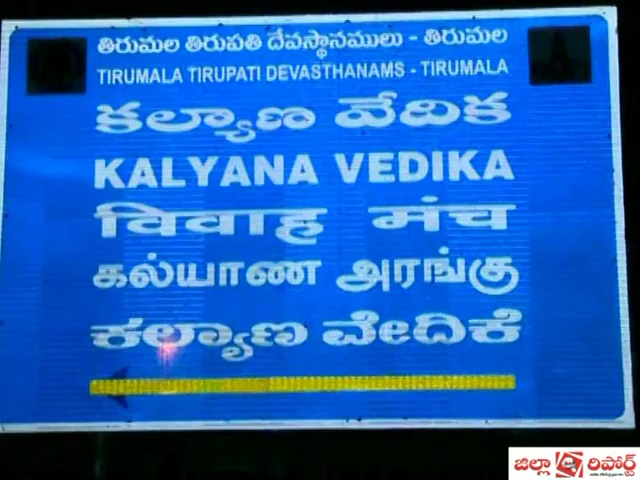 తిరుమల తిరుపతి దేవస్థానములు - తిరుమల
TIRUMALA TIRUPATI DEVASTHANAMS - TIRUMALA
కల్యాణ వేదిక
KALYANA VEDIKA
विवाह मंच
கல்யாண அரங்கு
ಕಲ್ಯಾಣ ವೇದಿಕೆ
జిల్లా రిపోర్ట్